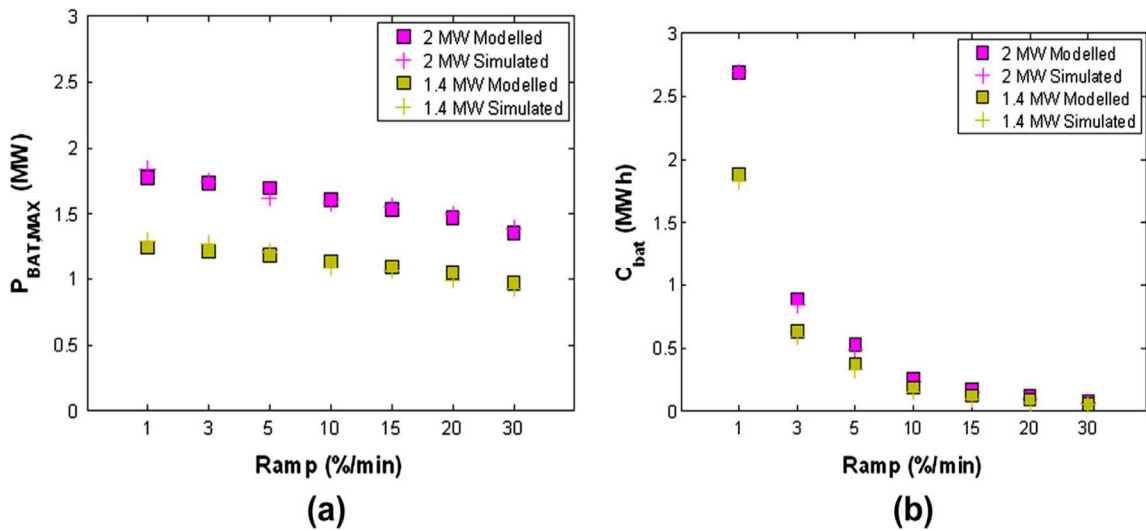 3
2.5
2
1.5
1
0.5
0
P_BAT,MAX (MW)
2 MW Modelled
2 MW Simulated
1.4 MW Modelled
1.4 MW Simulated
1 3 5 10 15 20 30
Ramp (%/min)
(a)
3
2.5
2
1.5
1
0.5
0
C_bat (MWh)
2 MW Modelled
2 MW Simulated
1.4 MW Modelled
1.4 MW Simulated
1 3 5 10 15 20 30
Ramp (%/min)
(b)